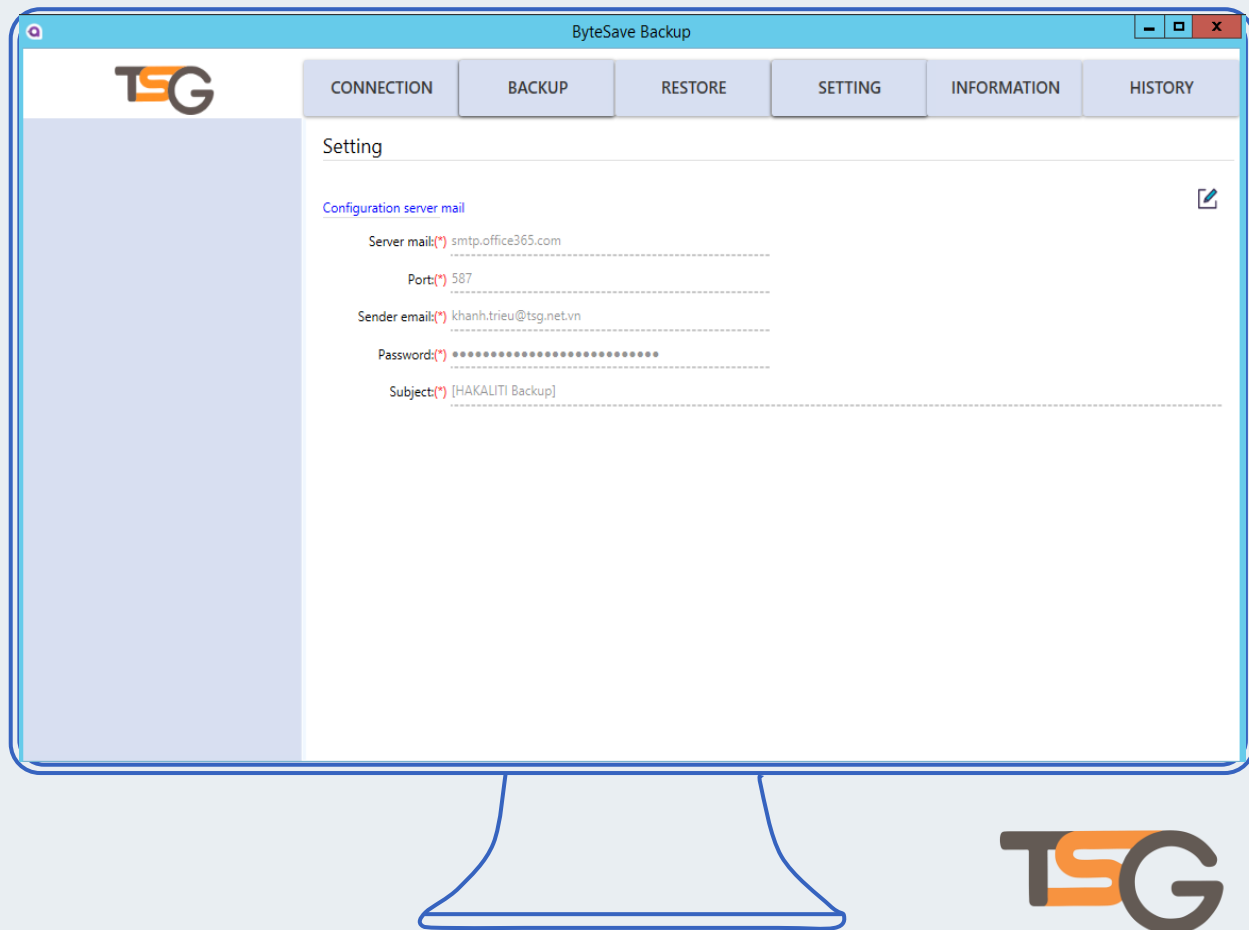 ByteSave Backup
TSG
CONNECTION BACKUP RESTORE SETTING INFORMATION HISTORY
Setting
Configuration server mail
Server mail:(*) smtp.office365.com
Port:(*) 587
Sender email:(*) khanh.trieu@tsg.net.vn
Password:(*) •••••••••••••••••••••••••••
Subject:(*) [HAKALITI Backup]
TSG